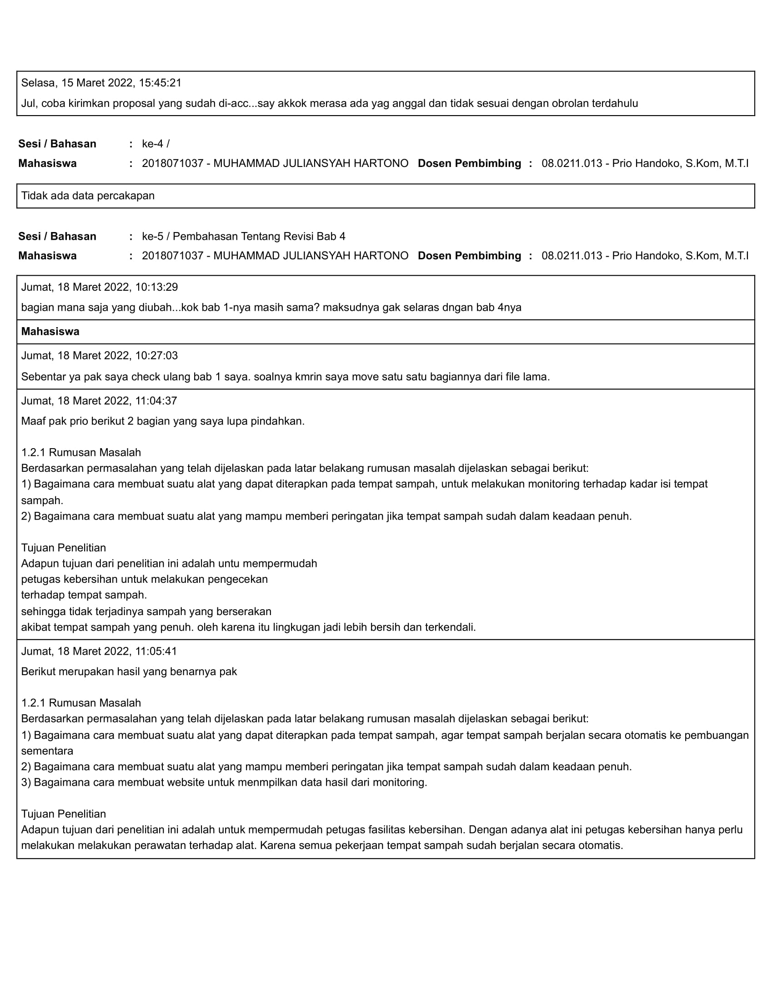 Selasa, 15 Maret 2022, 15:45:21
Jul, coba kirimkan proposal yang sudah di-acc...say akkok merasa ada yag anggal dan tidak sesuai dengan obrolan terdahulu
Sesi / Bahasan : ke-4 /
Mahasiswa : 2018071037 - MUHAMMAD JULIANSYAH HARTONO Dosen Pembimbing : 08.0211.013 - Prio Handoko, S.Kom, M.T.I
Tidak ada data percakapan
Sesi / Bahasan : ke-5 / Pembahasan Tentang Revisi Bab 4
Mahasiswa : 2018071037 - MUHAMMAD JULIANSYAH HARTONO Dosen Pembimbing : 08.0211.013 - Prio Handoko, S.Kom, M.T.I
Jumat, 18 Maret 2022, 10:13:29
bagian mana saja yang diubah...kok bab 1-nya masih sama? maksudnya gak selaras dngan bab 4nya
Mahasiswa
Jumat, 18 Maret 2022, 10:27:03
Sebentar ya pak saya check ulang bab 1 saya. soalnya kmrin saya move satu satu bagiannya dari file lama.
Jumat, 18 Maret 2022, 11:04:37
Maaf pak prio berikut 2 bagian yang saya lupa pindahkan.
1.2.1 Rumusan Masalah
Berdasarkan permasalahan yang telah dijelaskan pada latar belakang rumusan masalah dijelaskan sebagai berikut:
1) Bagaimana cara membuat suatu alat yang dapat diterapkan pada tempat sampah, untuk melakukan monitoring terhadap kadar isi tempat
sampah.
2) Bagaimana cara membuat suatu alat yang mampu memberi peringatan jika tempat sampah sudah dalam keadaan penuh.
Tujuan Penelitian
Adapun tujuan dari penelitian ini adalah untu mempermudah
petugas kebersihan untuk melakukan pengecekan
terhadap tempat sampah.
sehingga tidak terjadinya sampah yang berserakan
akibat tempat sampah yang penuh. oleh karena itu lingkugan jadi lebih bersih dan terkendali.
Jumat, 18 Maret 2022, 11:05:41
Berikut merupakan hasil yang benarnya pak
1.2.1 Rumusan Masalah
Berdasarkan permasalahan yang telah dijelaskan pada latar belakang rumusan masalah dijelaskan sebagai berikut:
1) Bagaimana cara membuat suatu alat yang dapat diterapkan pada tempat sampah, agar tempat sampah berjalan secara otomatis ke pembuangan
sementara
2) Bagaimana cara membuat suatu alat yang mampu memberi peringatan jika tempat sampah sudah dalam keadaan penuh.
3) Bagaimana cara membuat website untuk menmpilkan data hasil dari monitoring.
Tujuan Penelitian
Adapun tujuan dari penelitian ini adalah untuk mempermudah petugas fasilitas kebersihan. Dengan adanya alat ini petugas kebersihan hanya perlu
melakukan melakukan perawatan terhadap alat. Karena semua pekerjaan tempat sampah sudah berjalan secara otomatis.